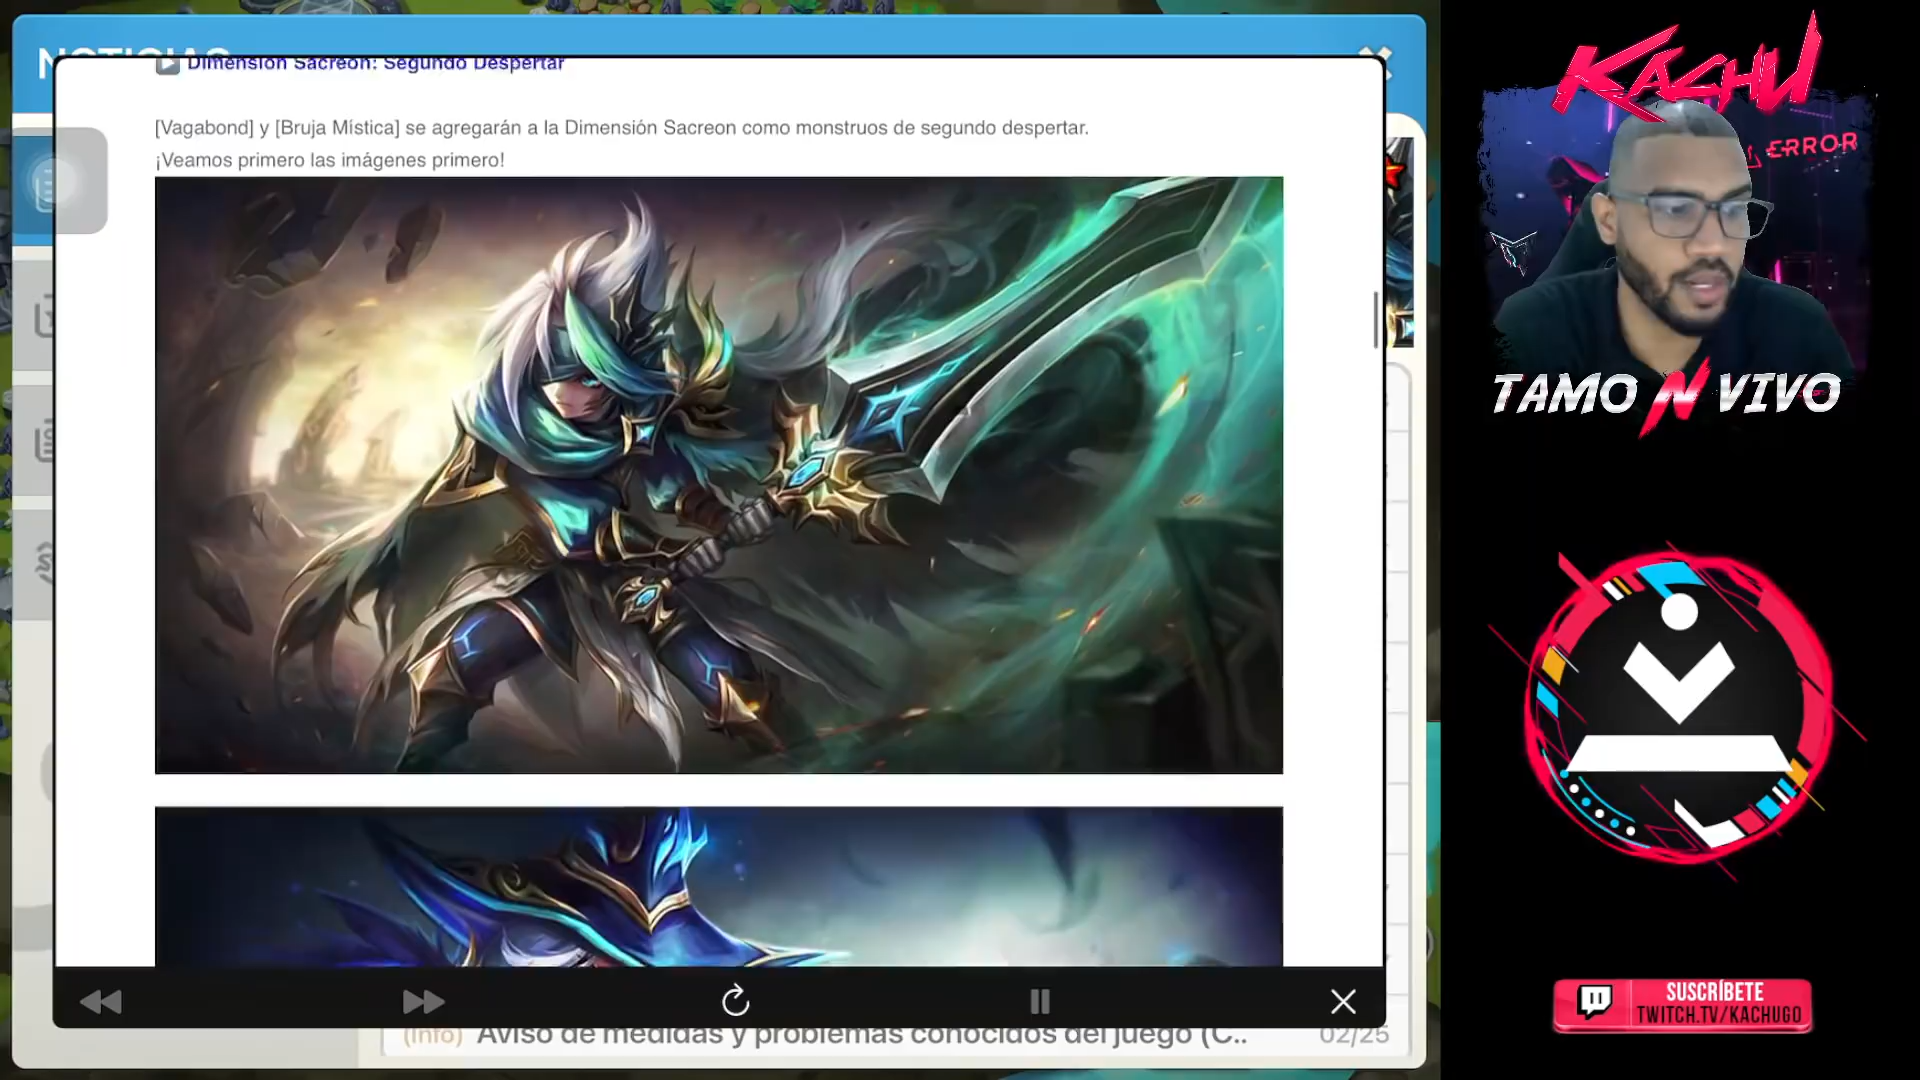 NOTICIAS
Dimensión Sacreon: Segundo Despertar
[Vagabond] y [Bruja Mística] se agregarán a la Dimensión Sacreon como monstruos de segundo despertar.
¡Veamos primero las imágenes primero!
(Info) Aviso de medidas y problemas conocidos del juego (C.. 02/25
KACHU
ERROR
TAMO N VIVO
SUSCRÍBETE
TWITCH.TV/KACHUGO